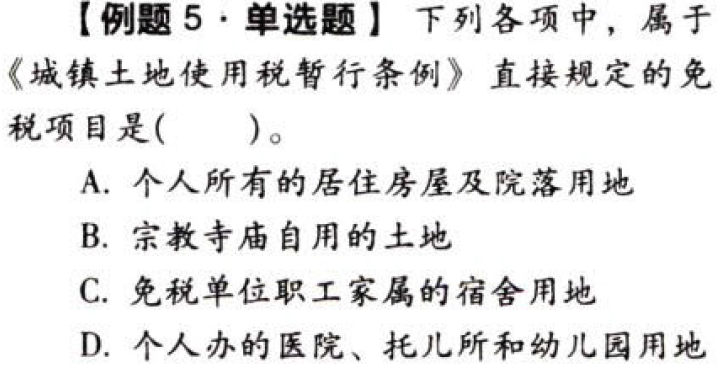 【例题5·单选题】 下列各项中，属于
《城镇土地使用税暂行条例》直接规定的免
税项目是(　　)。
A. 个人所有的居住房屋及院落用地
B. 宗教寺庙自用的土地
C. 免税单位职工家属的宿舍用地
D. 个人办的医院、托儿所和幼儿园用地